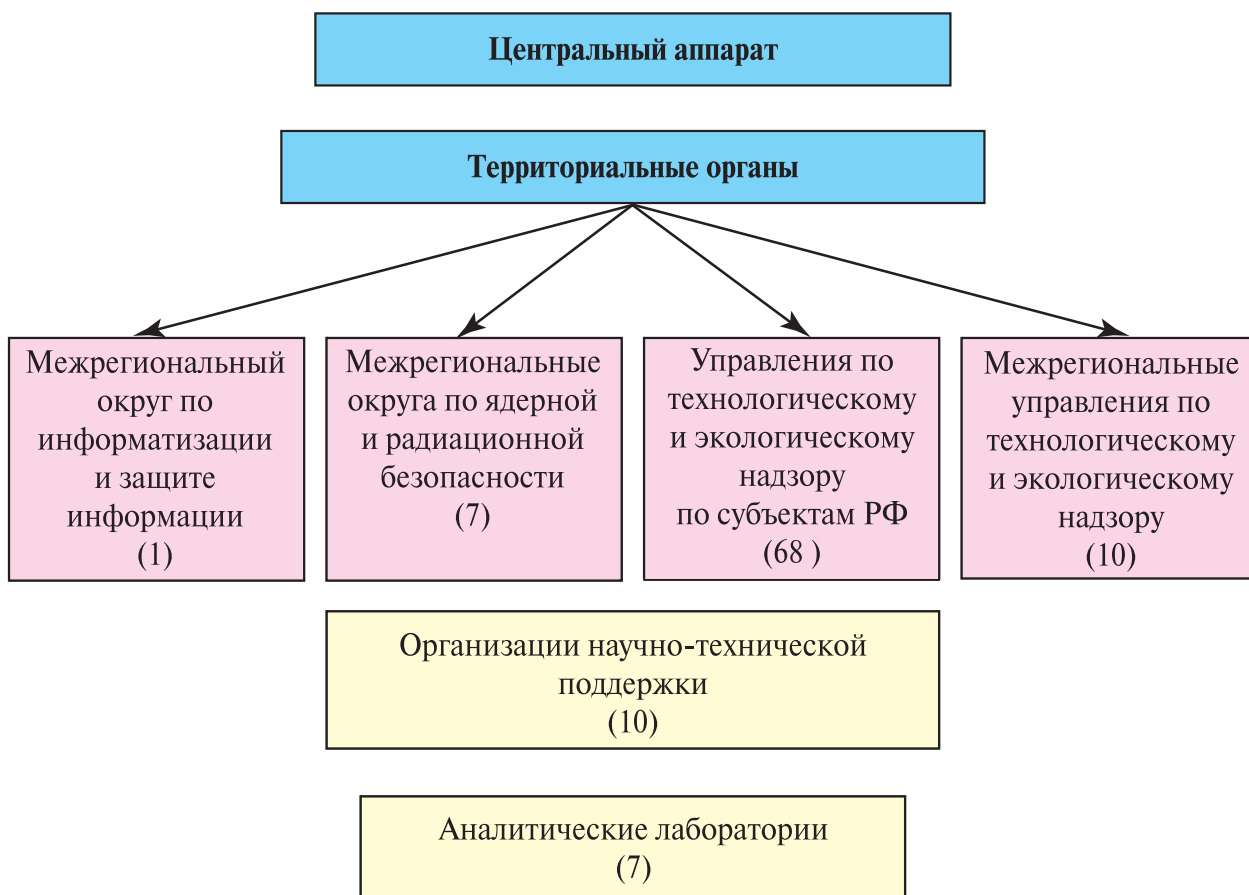 Центральный аппарат
Территориальные органы
Межрегиональный
округ по
информатизации
и защите
информации
(1)
Межрегиональные
округа по ядерной
и радиационной
безопасности
(7)
Управления по
технологическому
и экологическому
надзору
по субъектам РФ
(68 )
Межрегиональные
управления по
технологическому
и экологическому
надзору
(10)
Организации научно-технической
поддержки
(10)
Аналитические лаборатории
(7)